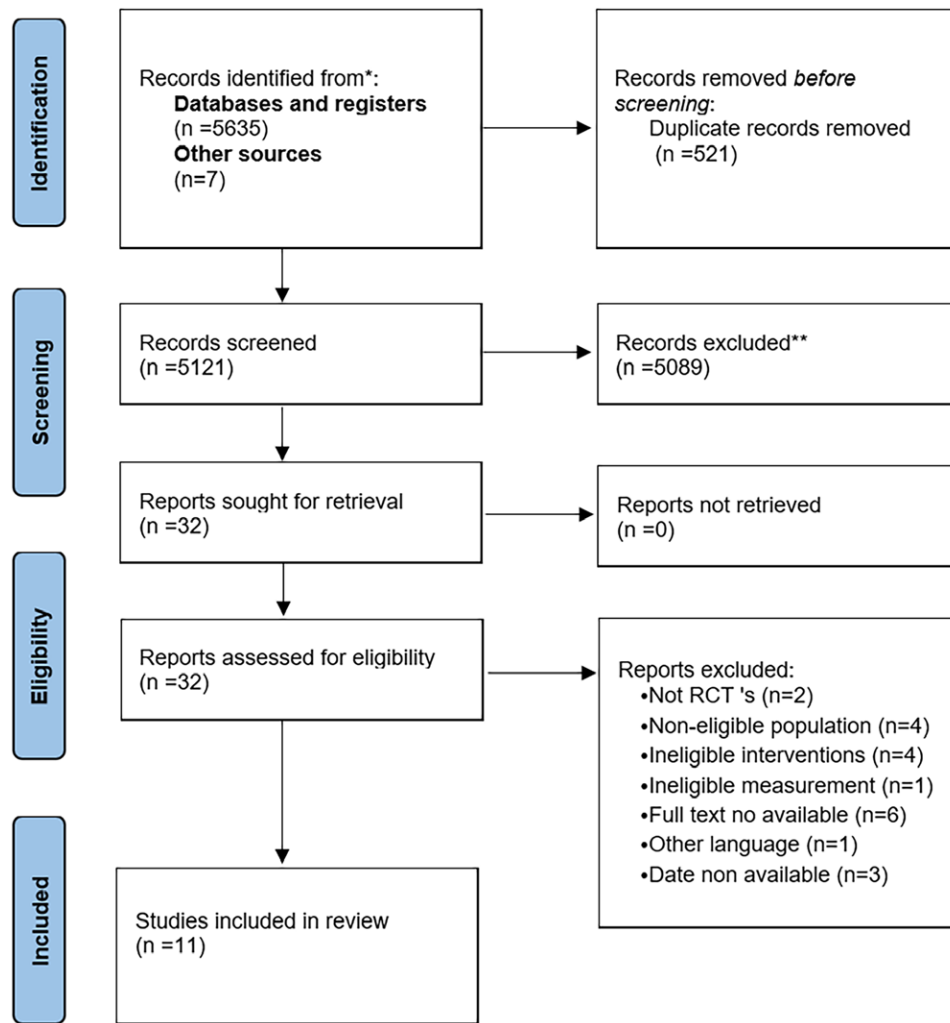 Identification
Records identified from*:
Databases and registers
(n =5635)
Other sources
(n=7)
Records removed before
screening:
Duplicate records removed
(n =521)
Screening
Records screened
(n =5121)
Records excluded**
(n =5089)
Reports sought for retrieval
(n =32)
Reports not retrieved
(n =0)
Eligibility
Reports assessed for eligibility
(n =32)
Reports excluded:
•Not RCT 's (n=2)
•Non-eligible population (n=4)
•Ineligible interventions (n=4)
•Ineligible measurement (n=1)
•Full text no available (n=6)
•Other language (n=1)
•Date non available (n=3)
Included
Studies included in review
(n =11)